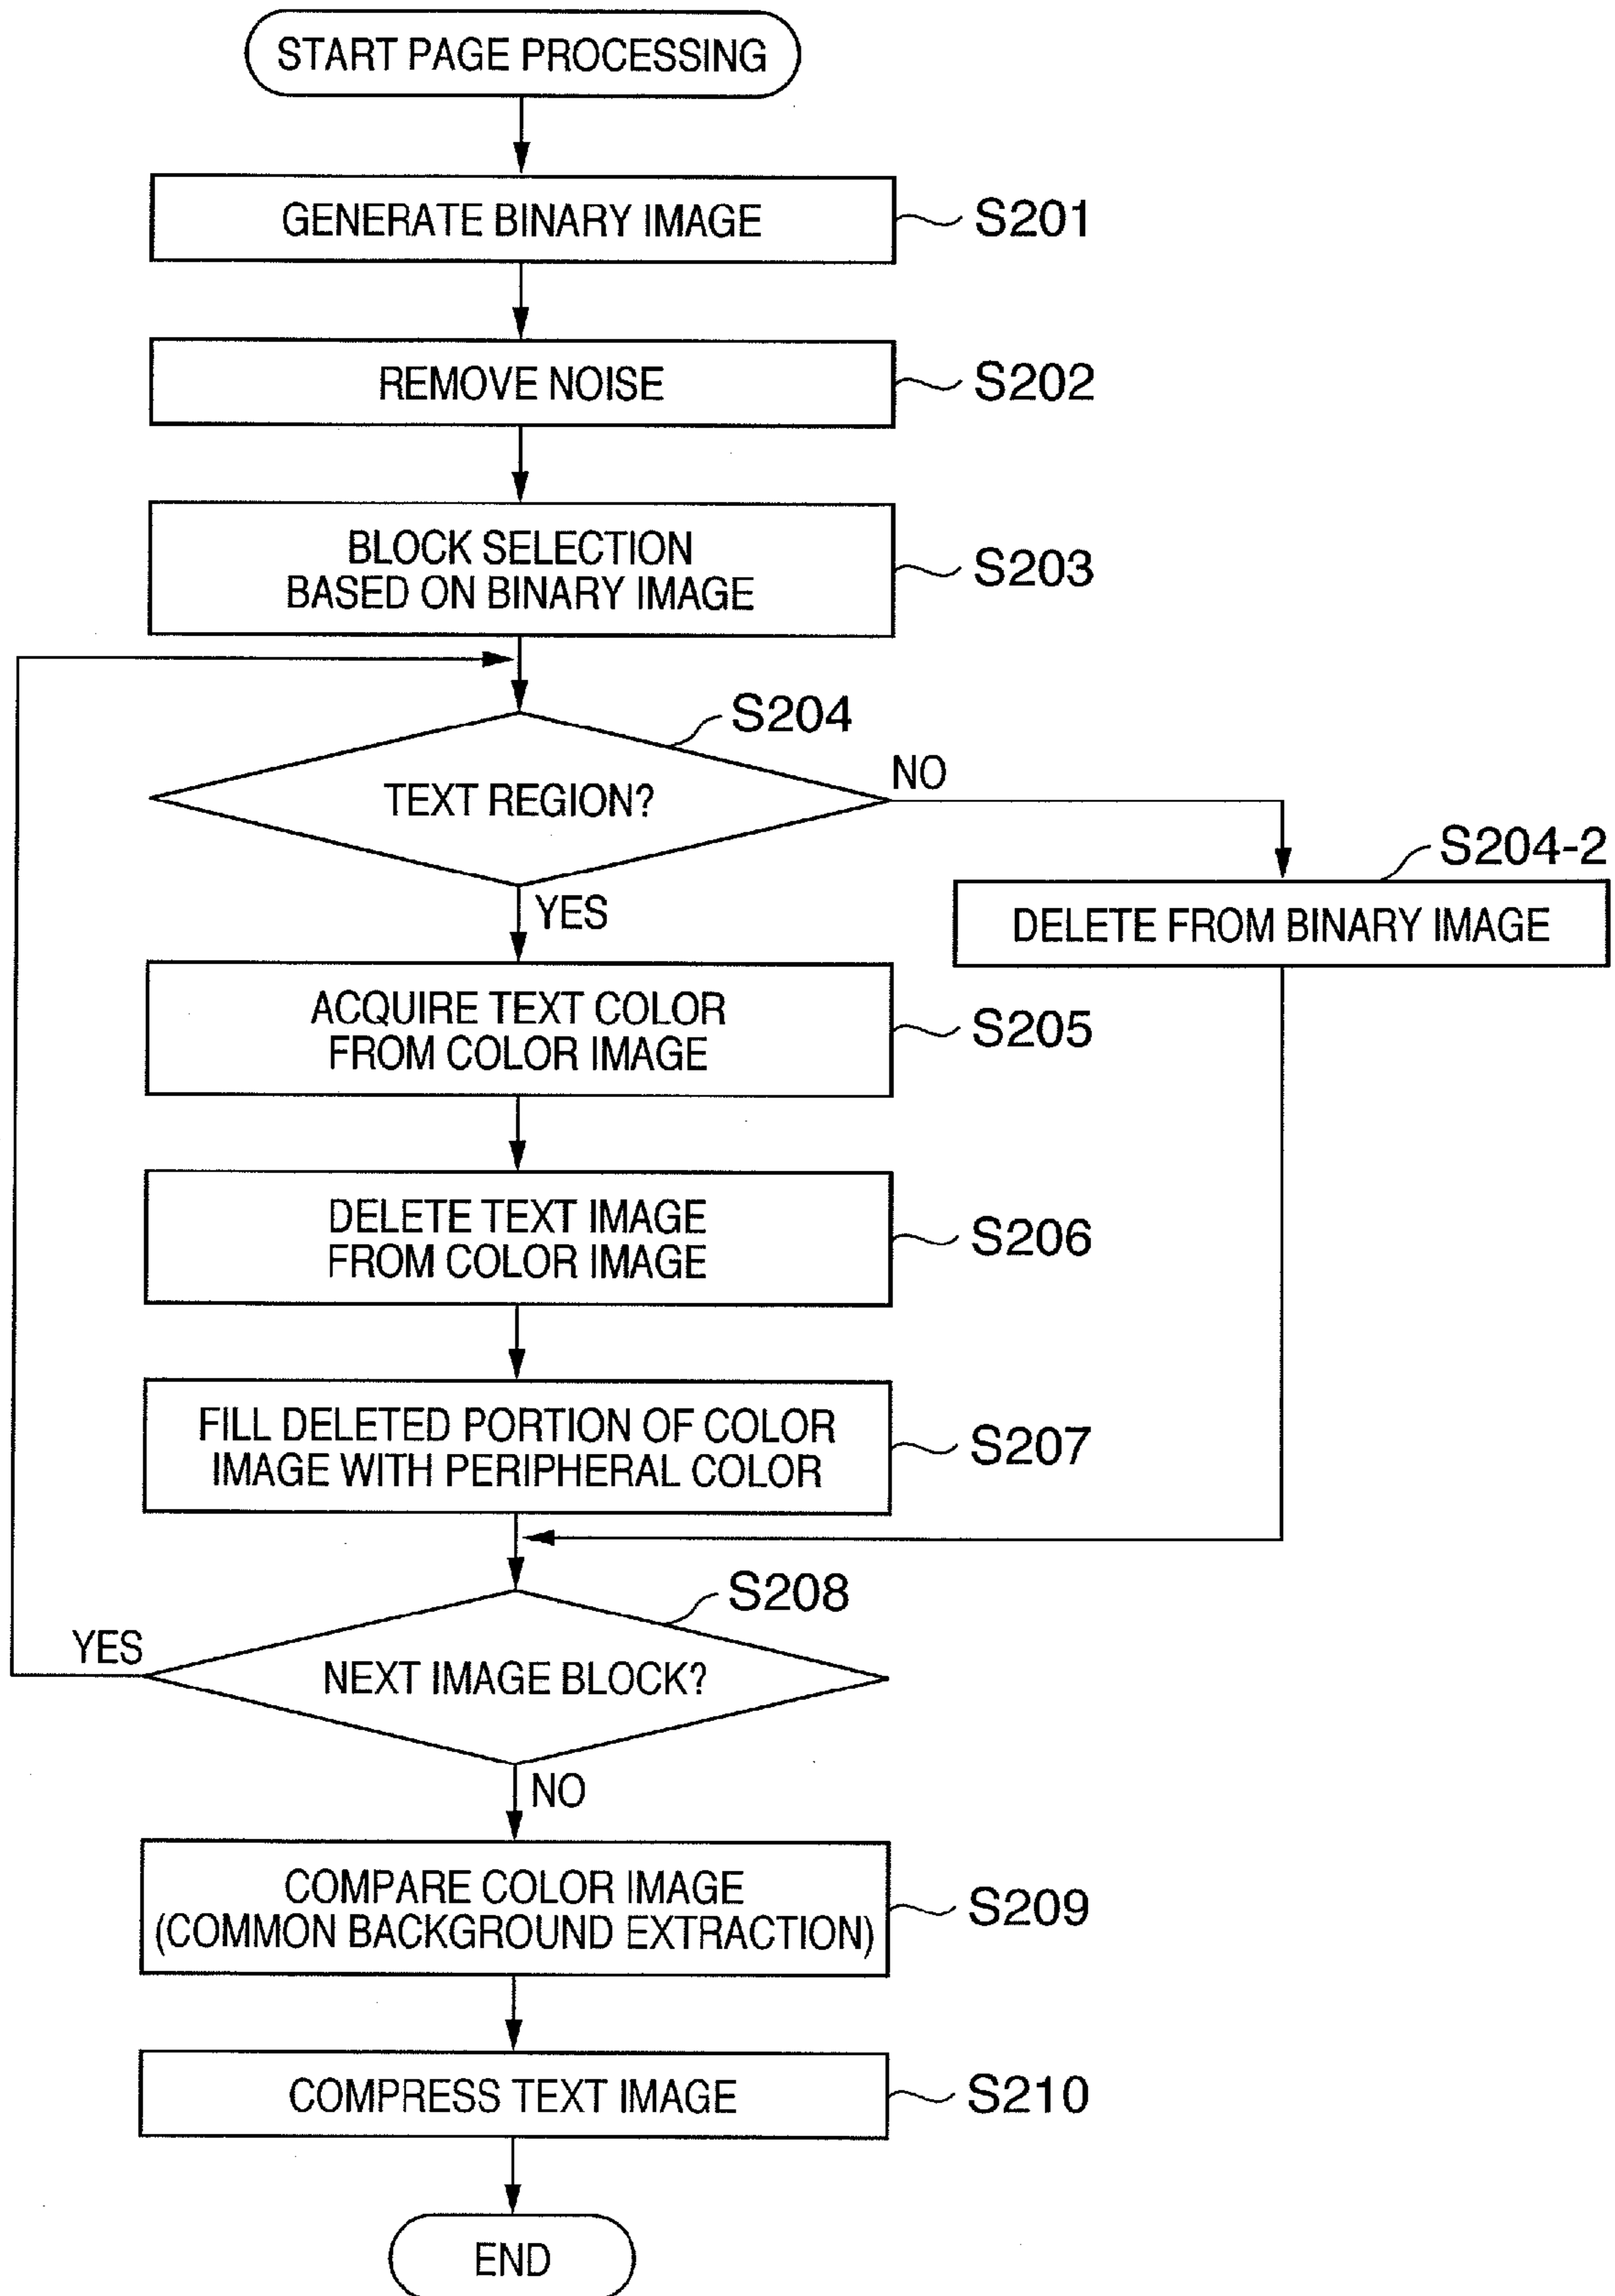 START PAGE PROCESSING
GENERATE BINARY IMAGE
S201
REMOVE NOISE
S202
BLOCK SELECTION
BASED ON BINARY IMAGE
S203
S204
TEXT REGION?
NO
YES
S204-2
DELETE FROM BINARY IMAGE
ACQUIRE TEXT COLOR
FROM COLOR IMAGE
S205
DELETE TEXT IMAGE
FROM COLOR IMAGE
S206
FILL DELETED PORTION OF COLOR
IMAGE WITH PERIPHERAL COLOR
S207
S208
YES
NEXT IMAGE BLOCK?
NO
COMPARE COLOR IMAGE
(COMMON BACKGROUND EXTRACTION)
S209
COMPRESS TEXT IMAGE
S210
END